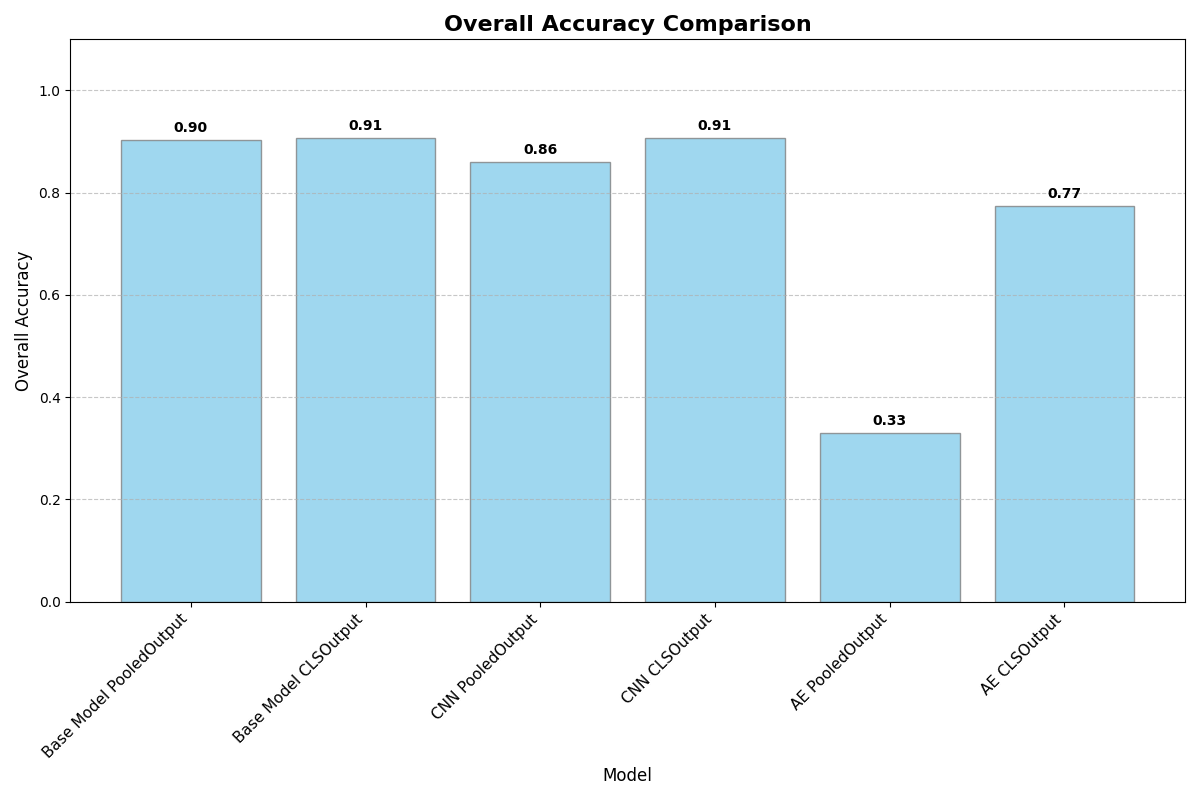 Overall Accuracy Comparison
Overall Accuracy
1.0
0.8
0.6
0.4
0.2
0.0
0.90
0.91
0.86
0.91
0.33
0.77
Base Model PooledOutput
Base Model CLSOutput
CNN PooledOutput
CNN CLSOutput
AE PooledOutput
AE CLSOutput
Model